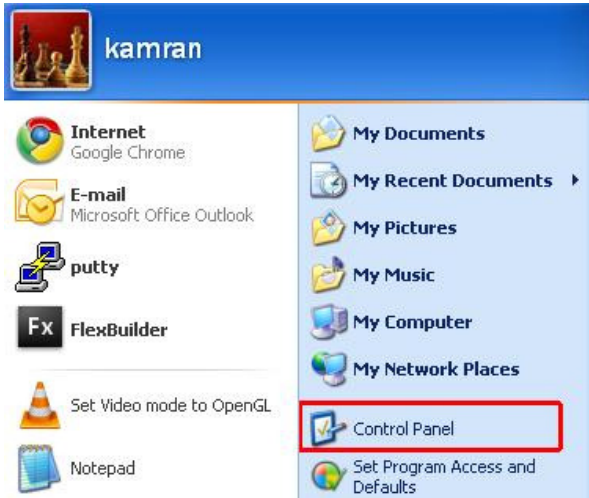 kamran
Internet
Google Chrome
E-mail
Microsoft Office Outlook
putty
Fx FlexBuilder
Set Video mode to OpenGL
Notepad
My Documents
My Recent Documents
My Pictures
My Music
My Computer
My Network Places
Control Panel
Set Program Access and
Defaults